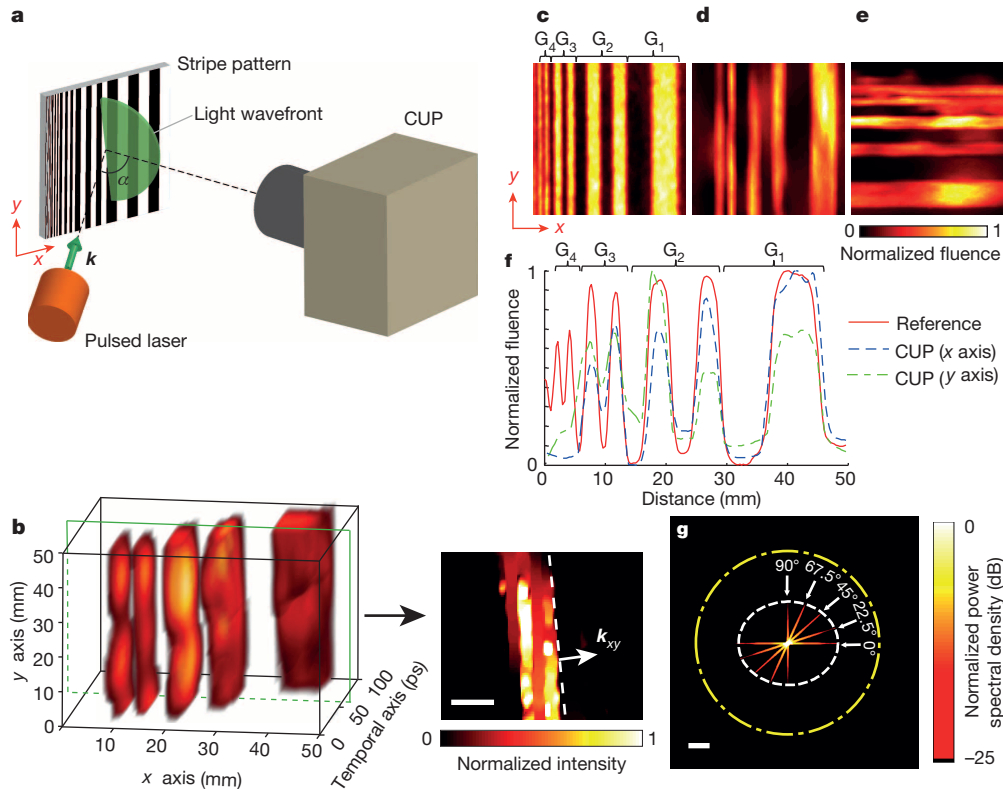 a
Stripe pattern
Light wavefront
CUP
α
y
x
k
Pulsed laser
c
d
e
G4 G3 G2 G1
y
x
0 1
Normalized fluence
f
G4 G3 G2 G1
1
Normalized fluence
0
0 10 20 30 40 50
Distance (mm)
Reference
CUP (x axis)
CUP (y axis)
b
50
40
30
20
10
0
y axis (mm)
10 20 30 40 50
x axis (mm)
0 50 100
Temporal axis (ps)
kxy
0 1
Normalized intensity
g
90°
67.5°
45°
22.5°
0°
0
Normalized power
spectral density (dB)
−25